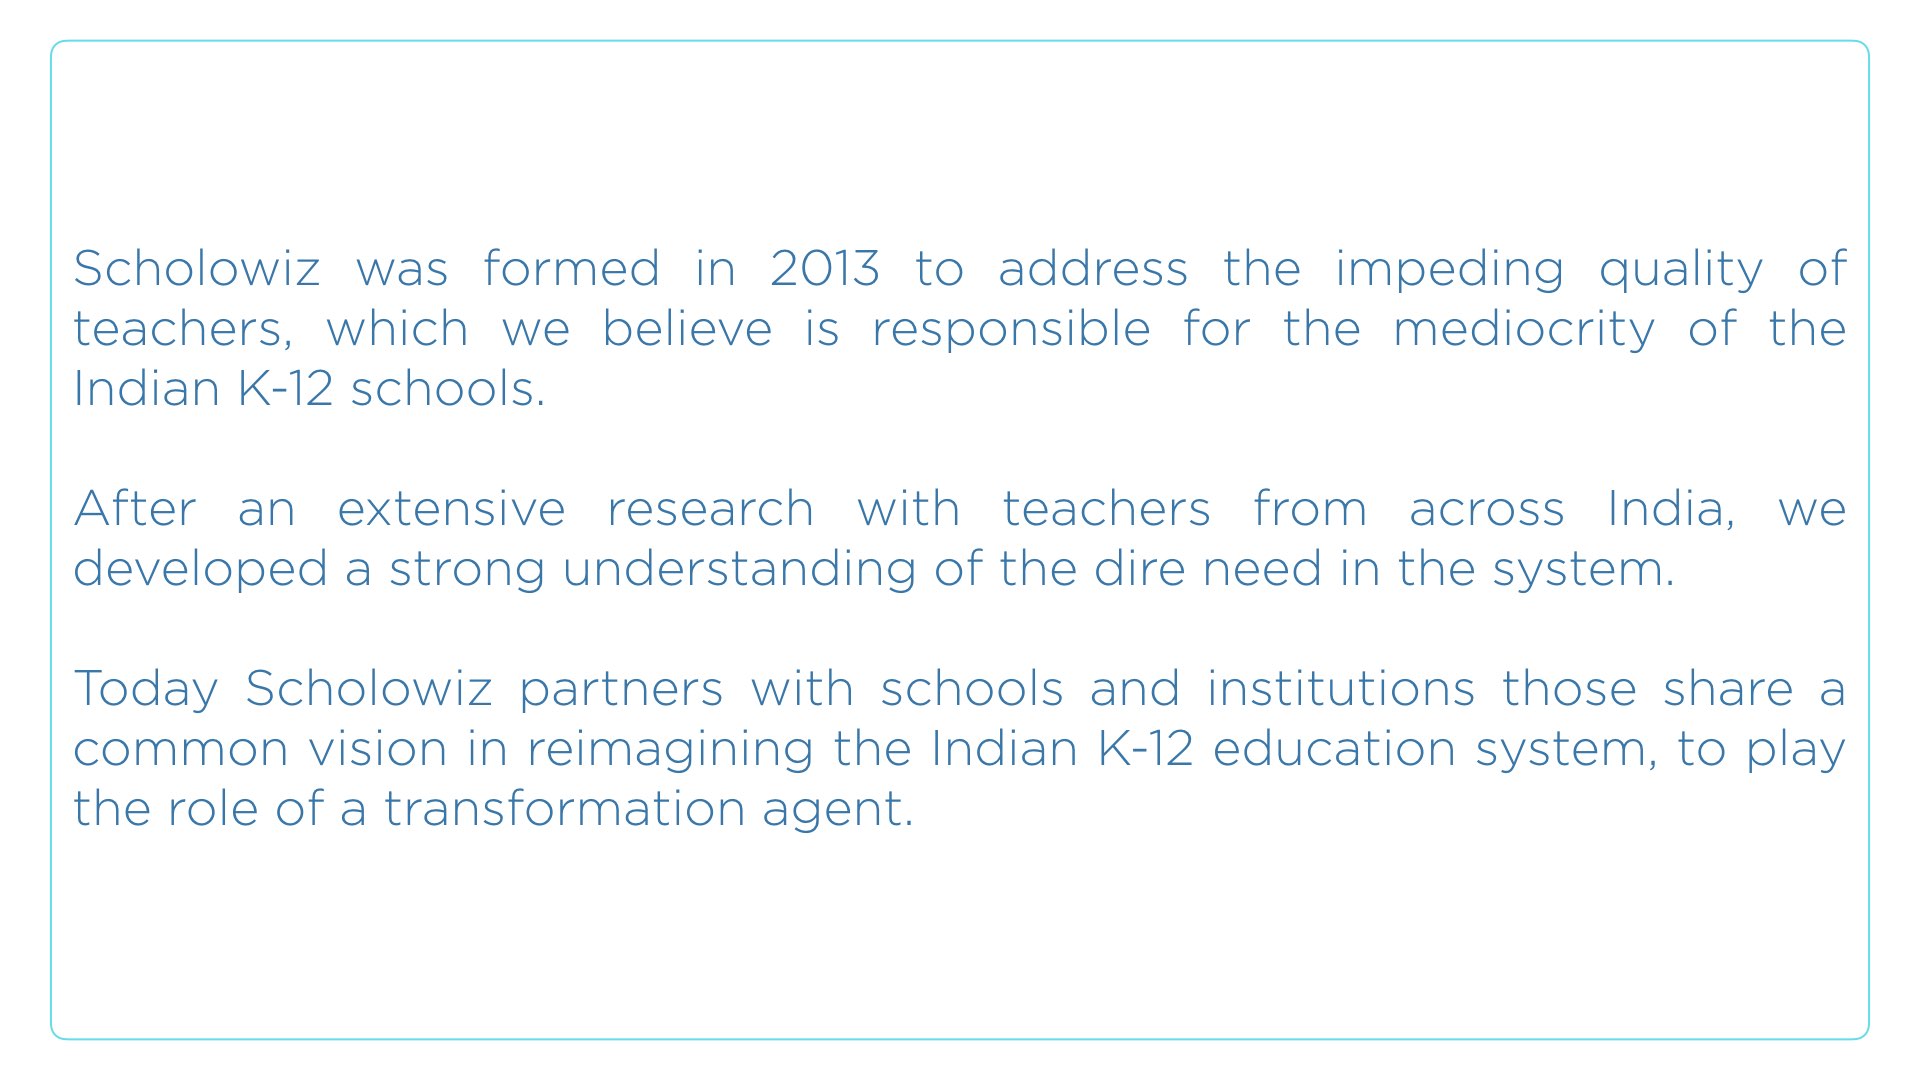 Scholowiz was formed in 2013 to address the impeding quality of
teachers, which we believe is responsible for the mediocrity of the
Indian K-12 schools.
After an extensive research with teachers from across India, we
developed a strong understanding of the dire need in the system.
Today Scholowiz partners with schools and institutions those share a
common vision in reimagining the Indian K-12 education system, to play
the role of a transformation agent.